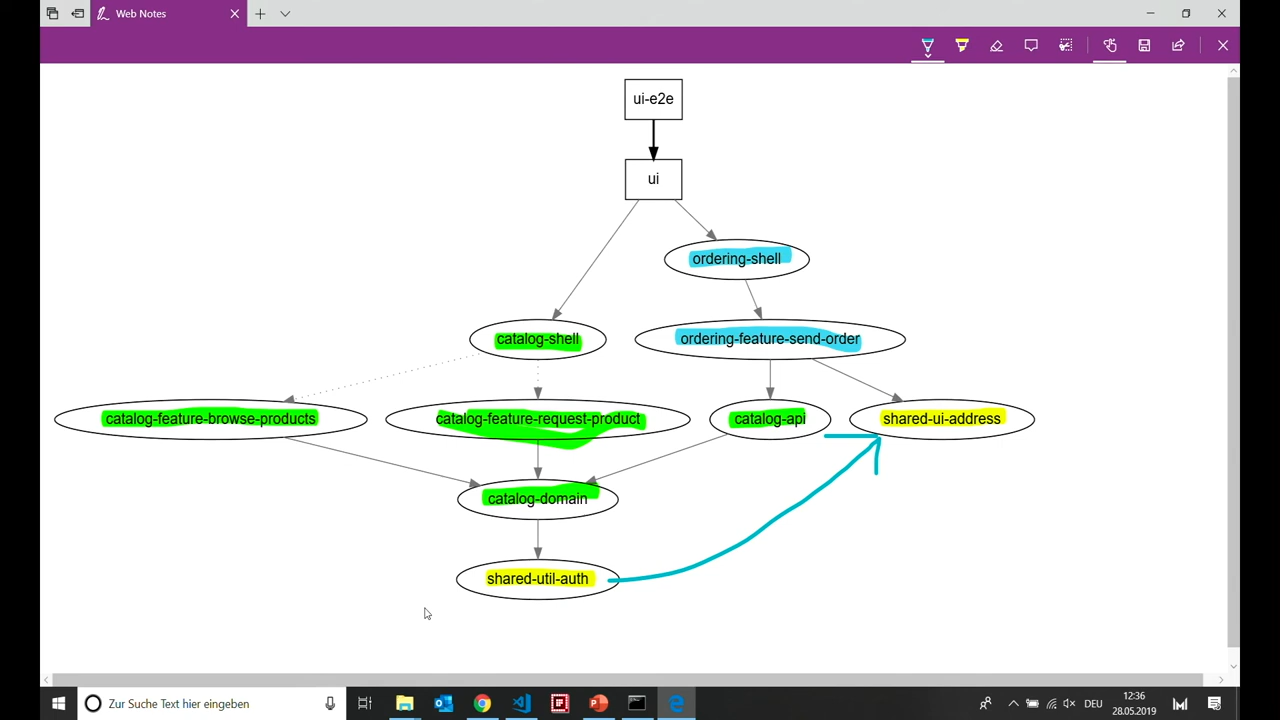 Web Notes
ui-e2e
ui
ordering-shell
catalog-shell
ordering-feature-send-order
catalog-feature-browse-products
catalog-feature-request-product
catalog-api
shared-ui-address
catalog-domain
shared-util-auth
Zur Suche Text hier eingeben
DEU
12:36
28.05.2019